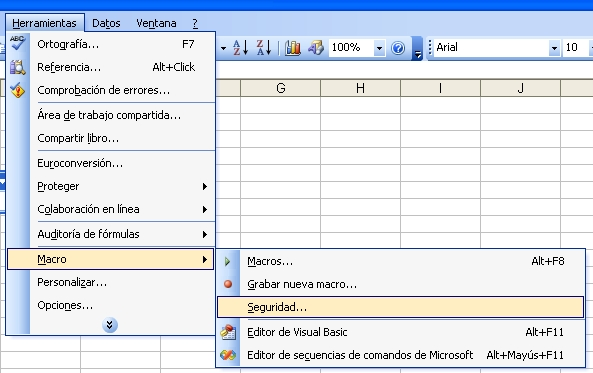 Herramientas Datos Ventana ?
Ortografía... F7
100% Arial 10
Referencia... Alt+Click
Comprobación de errores...
G H I J
Área de trabajo compartida...
Compartir libro...
Euroconversión...
Proteger
Colaboración en línea
Auditoría de fórmulas
Macro
Macros... Alt+F8
Personalizar...
Grabar nueva macro...
Opciones...
Seguridad...
Editor de Visual Basic Alt+F11
Editor de secuencias de comandos de Microsoft Alt+Mayús+F11